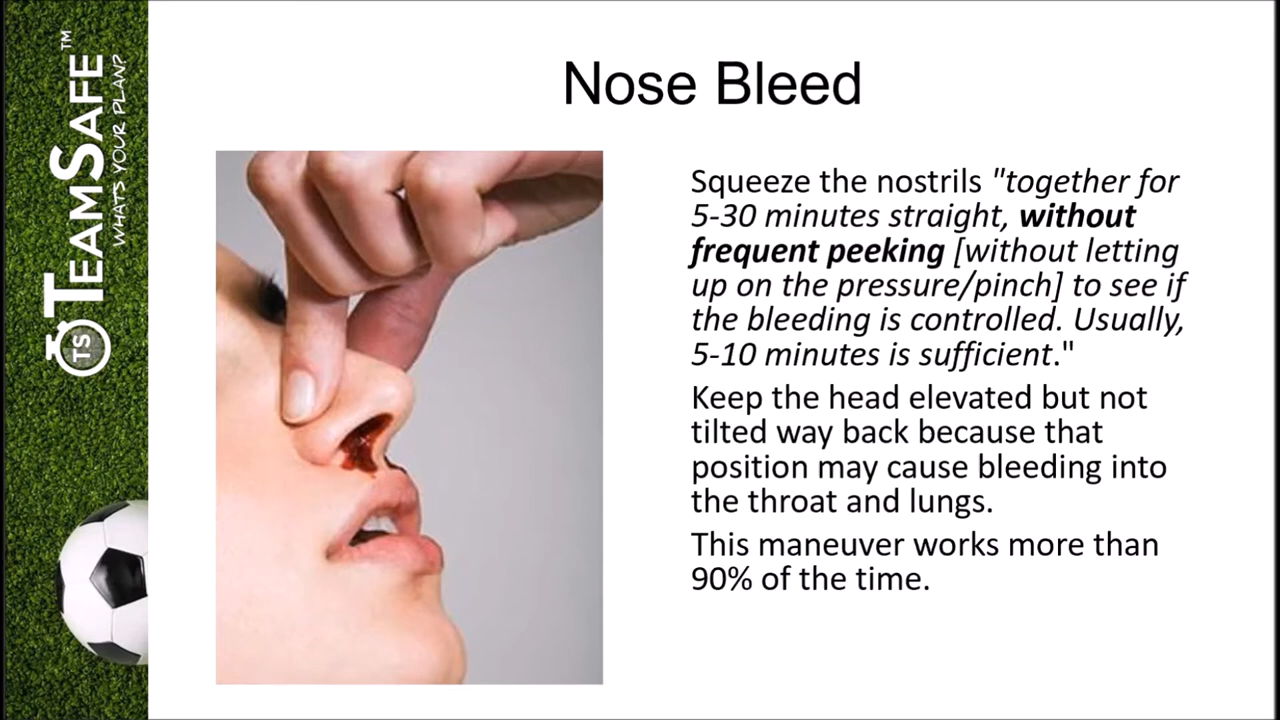 TEAMSAFE™
WHATS YOUR PLAN?
TS
Nose Bleed
Squeeze the nostrils "together for
5-30 minutes straight, without
frequent peeking [without letting
up on the pressure/pinch] to see if
the bleeding is controlled. Usually,
5-10 minutes is sufficient."
Keep the head elevated but not
tilted way back because that
position may cause bleeding into
the throat and lungs.
This maneuver works more than
90% of the time.